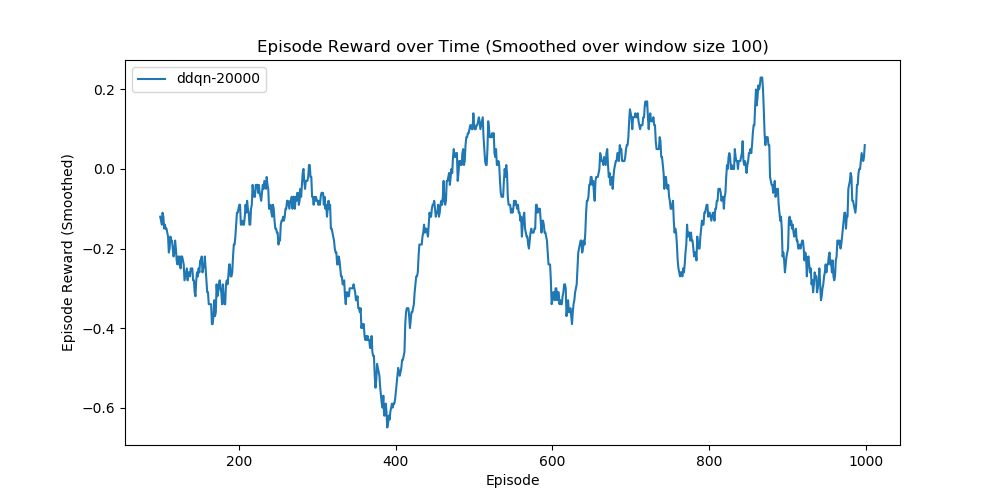 Episode Reward over Time (Smoothed over window size 100)
ddqn-20000
Episode Reward (Smoothed)
0.2
0.0
−0.2
−0.4
−0.6
200 400 600 800 1000
Episode